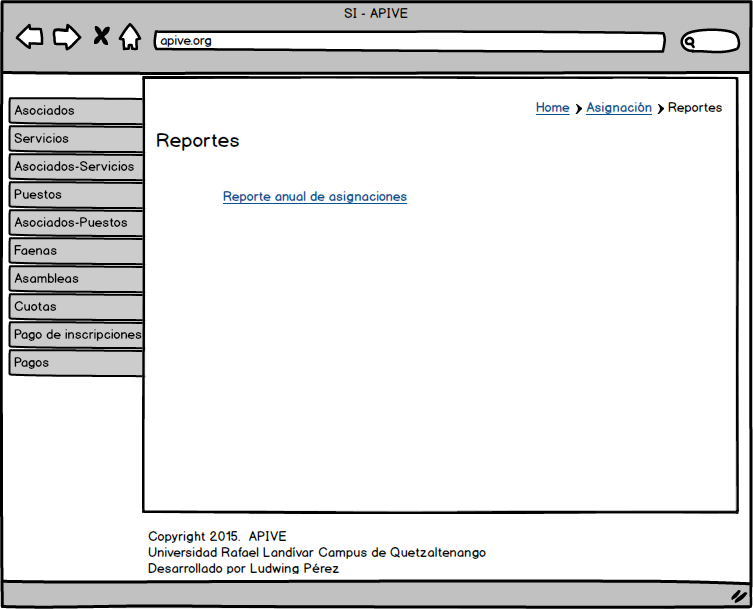 SI - APIVE
apive.org
Home Asignación Reportes
Asociados
Servicios
Asociados-Servicios
Puestos
Asociados-Puestos
Faenas
Asambleas
Cuotas
Pago de inscripciones
Pagos
Reportes
Reporte anual de asignaciones
Copyright 2015. APIVE
Universidad Rafael Landívar Campus de Quetzaltenango
Desarrollado por Ludwing Pérez